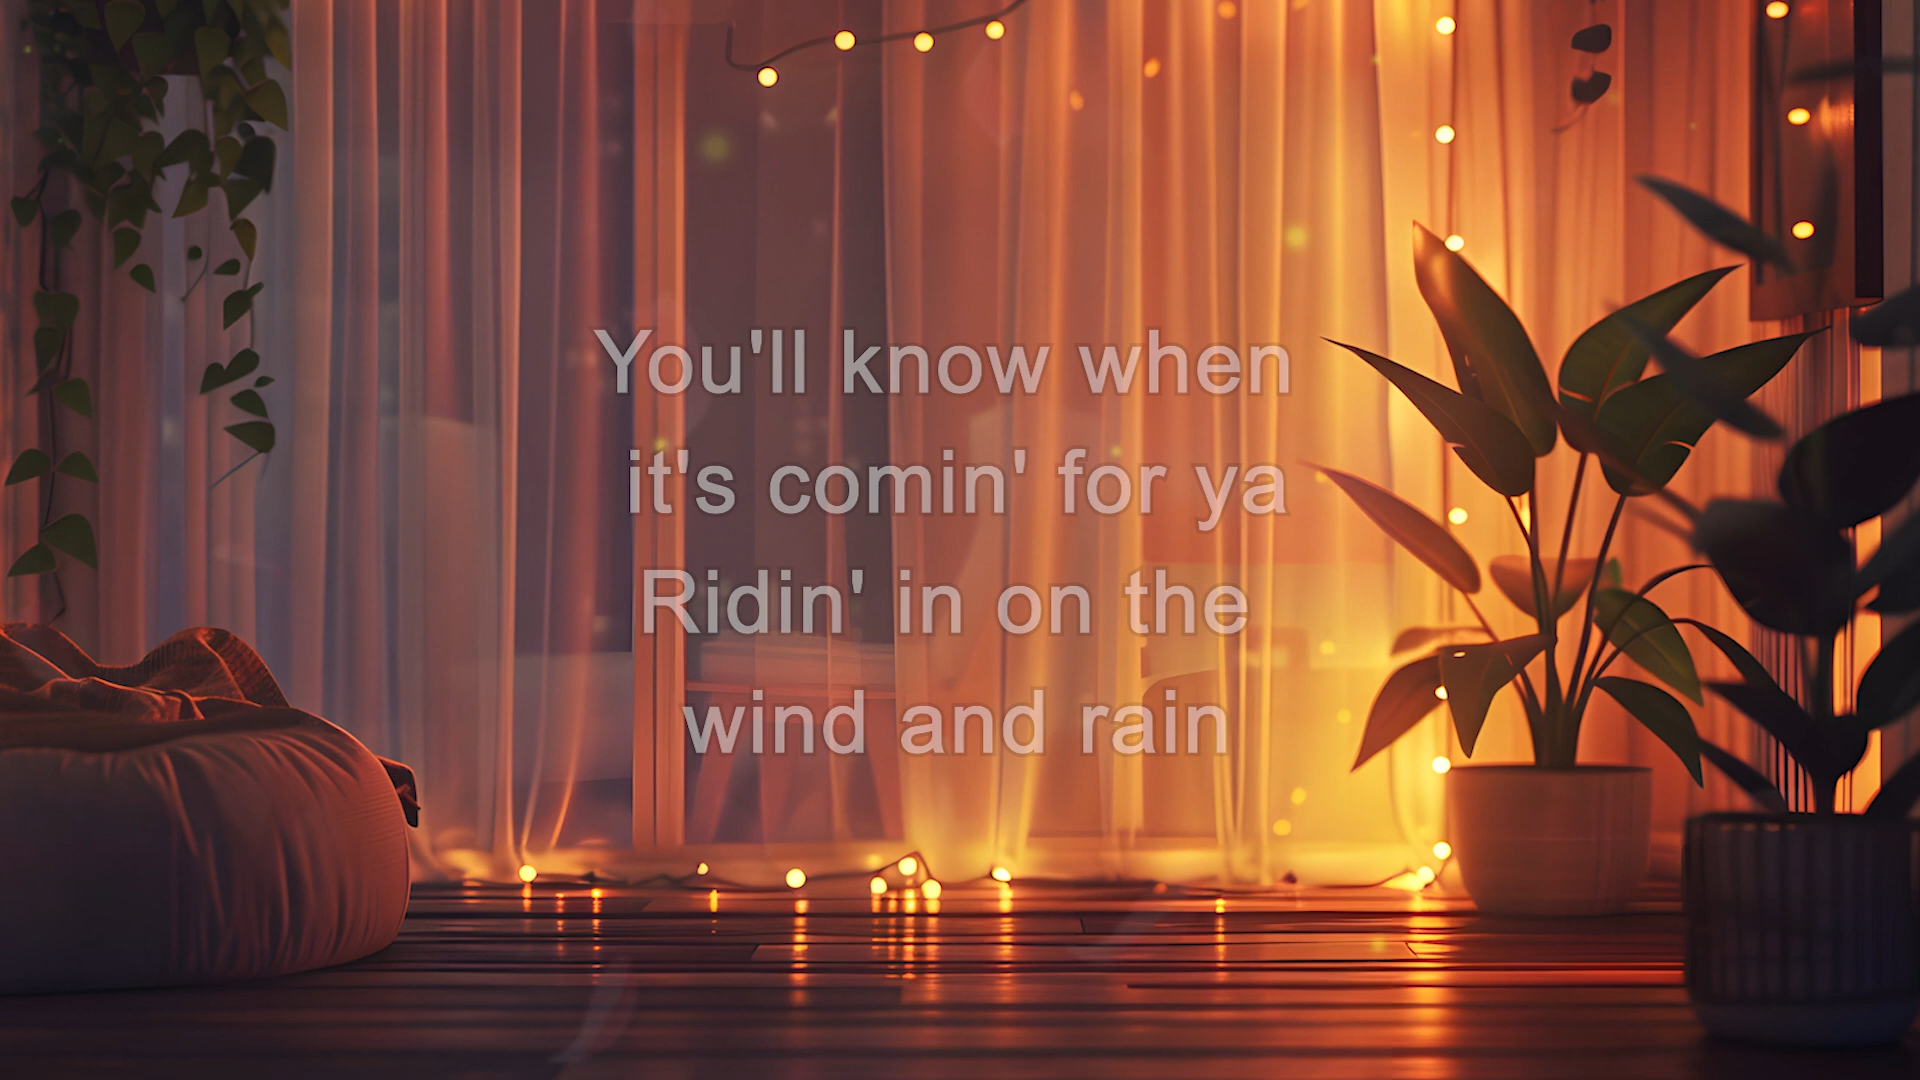 You'll know when
it's comin' for ya
Ridin' in on the
wind and rain